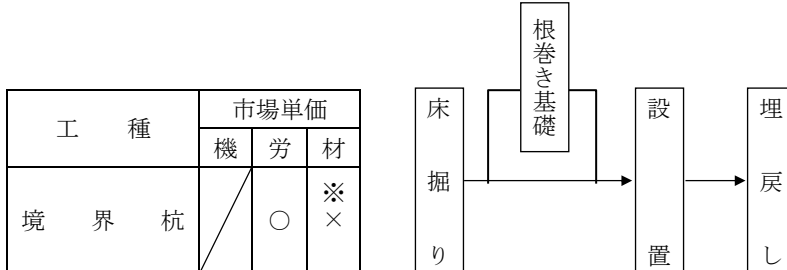 工種 市場単価
機 労 材
境界杭 ○ ※×
床掘り
根巻き基礎
設置
埋戻し